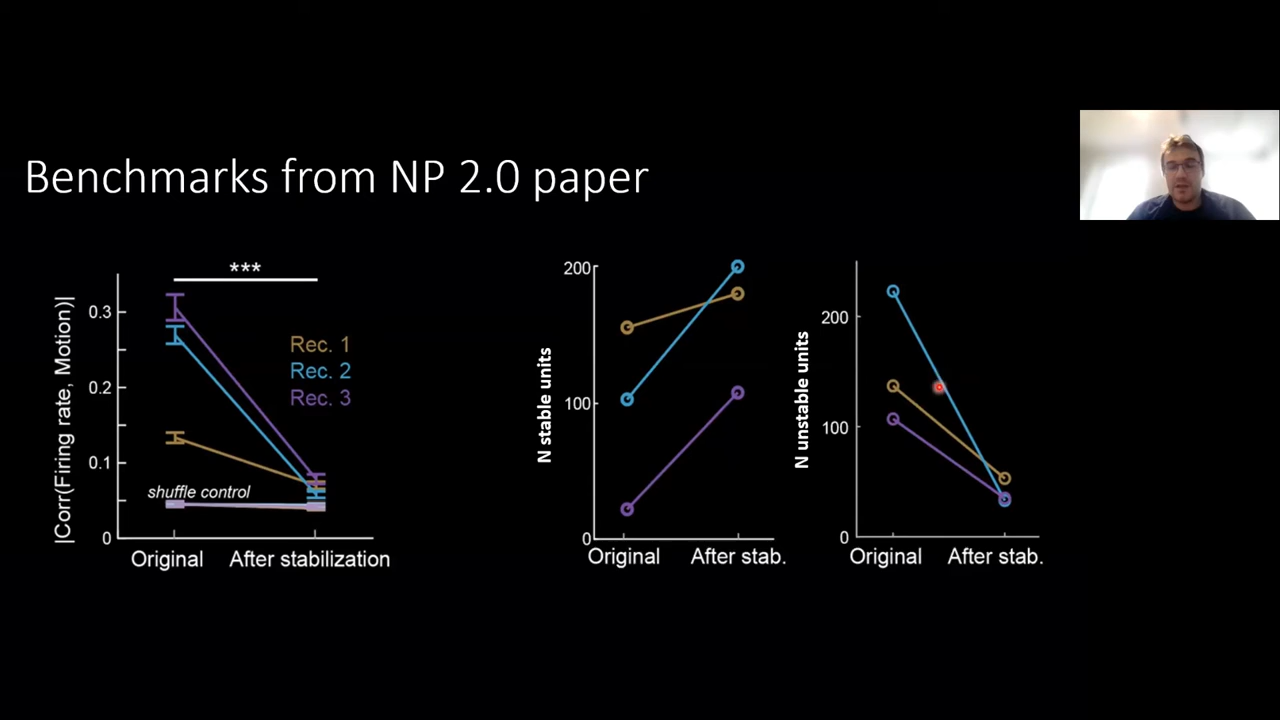 Benchmarks from NP 2.0 paper
|Corr(Firing rate, Motion)|
0.3
0.2
0.1
0
***
Rec. 1
Rec. 2
Rec. 3
shuffle control
Original
After stabilization
N stable units
200
100
0
Original
After stab.
N unstable units
200
100
0
Original
After stab.